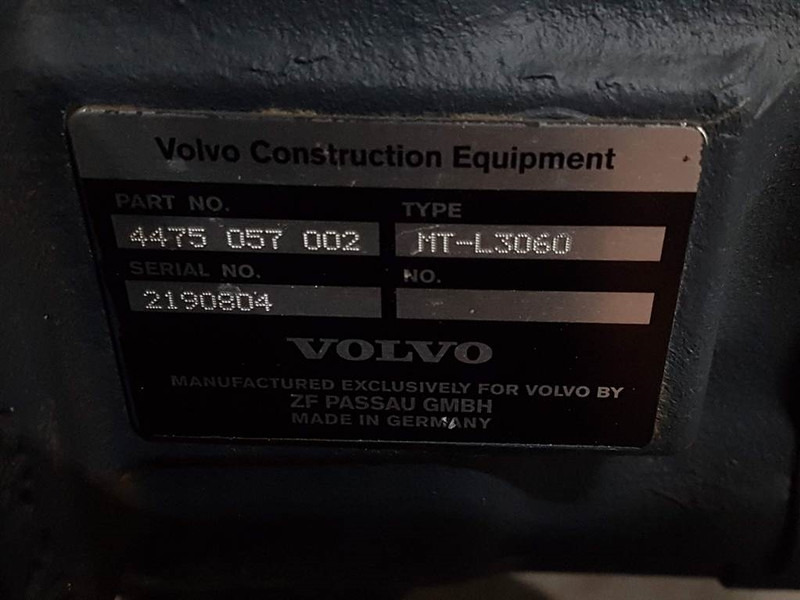 Volvo Construction Equipment
PART NO. TYPE
4475 057 002 MT-L3060
SERIAL NO. NO.
2190804
VOLVO
MANUFACTURED EXCLUSIVELY FOR VOLVO BY
ZF PASSAU GMBH
MADE IN GERMANY